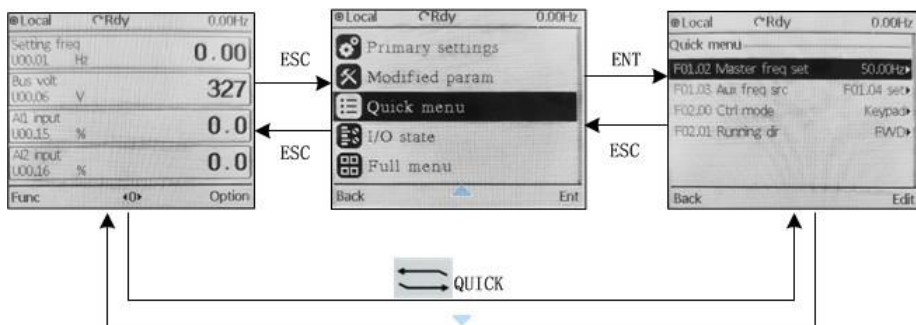 Local Rdy 0.00Hz
Setting freq
U00.01 Hz 0.00
Bus volt
U00.06 V 327
AI1 input
U00.15 % 0.0
AI2 input
U00.16 % 0.0
Func 0 Option
ESC
ESC
Local Rdy 0.00Hz
Primary settings
Modified param
Quick menu
I/O state
Full menu
Back Ent
ENT
ESC
Local Rdy 0.00Hz
Quick menu
F01.02 Master freq set 50.00Hz
F01.03 Aux freq src F01.04 set
F02.00 Ctrl mode Keypad
F02.01 Running dir FWD
Back Edit
QUICK